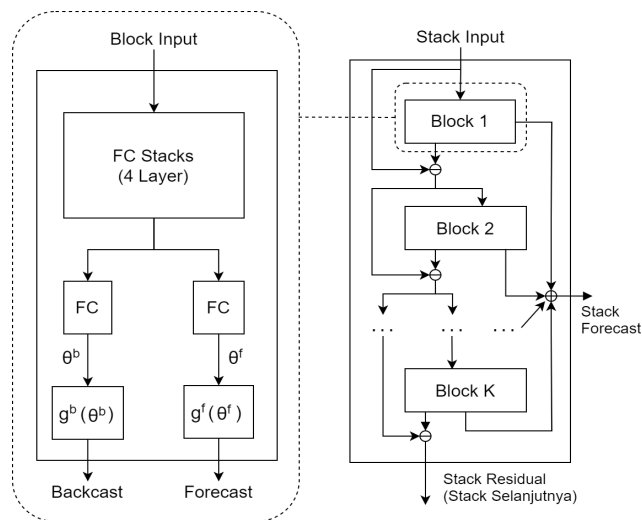 Block Input
FC Stacks
(4 Layer)
FC
FC
θᵇ
θᶠ
gᵇ(θᵇ)
gᶠ(θᶠ)
Backcast
Forecast
Stack Input
Block 1
Block 2
...
...
...
Stack
Forecast
Block K
Stack Residual
(Stack Selanjutnya)